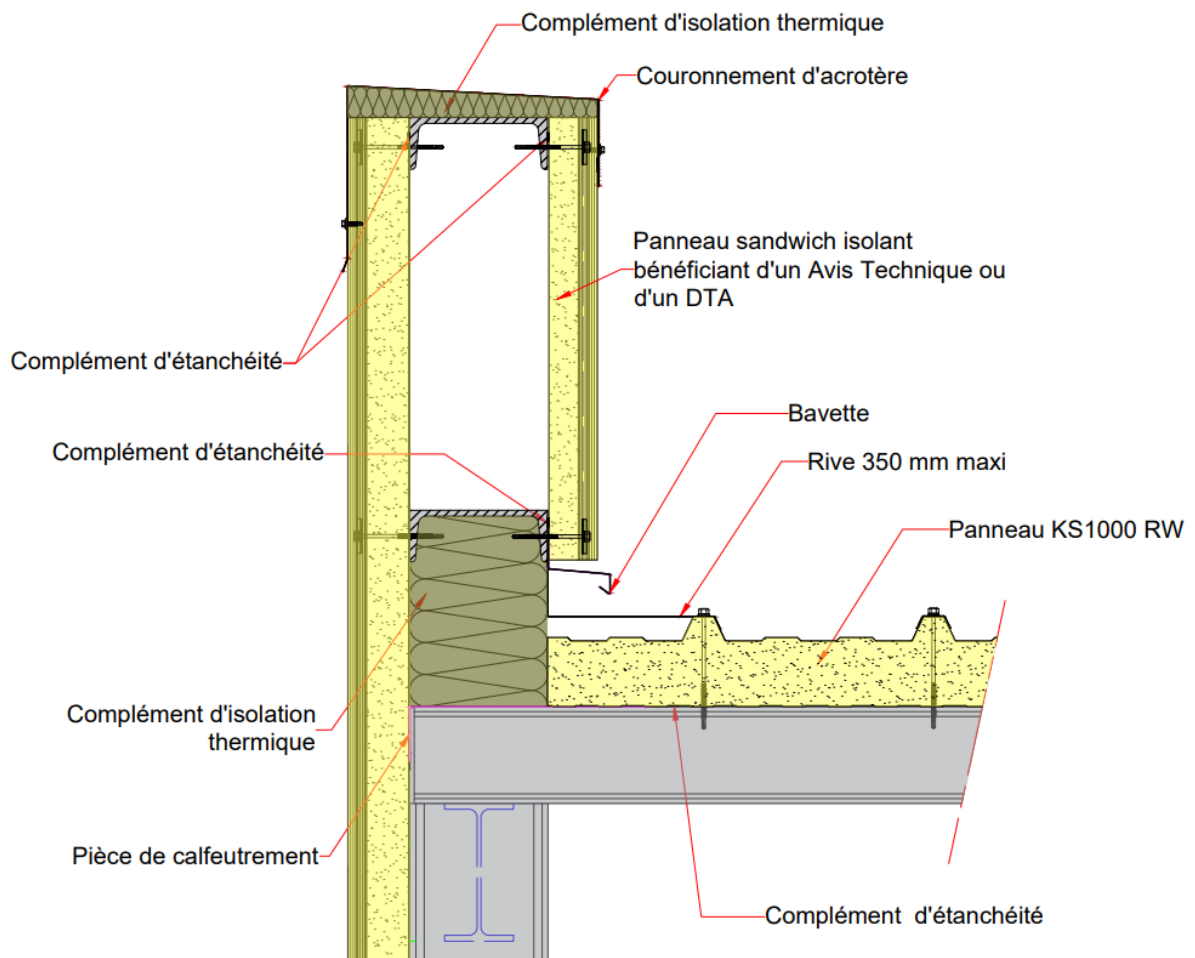 Complément d'isolation thermique
Couronnement d'acrotère
Panneau sandwich isolant
bénéficiant d'un Avis Technique ou
d'un DTA
Complément d'étanchéité
Bavette
Complément d'étanchéité
Rive 350 mm maxi
Panneau KS1000 RW
Complément d'isolation
thermique
Pièce de calfeutrement
Complément d'étanchéité